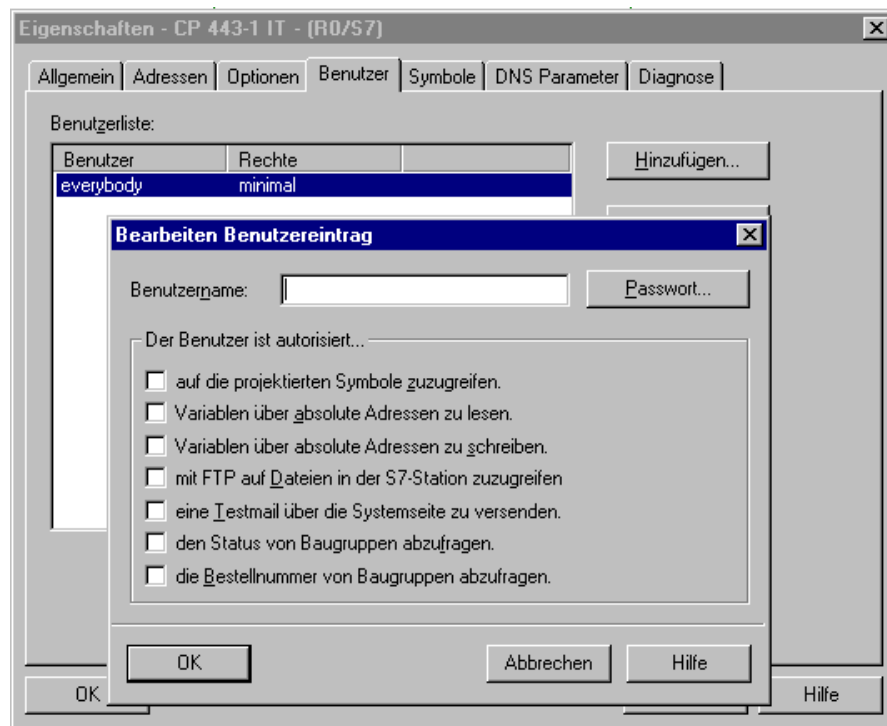 Eigenschaften - CP 443-1 IT - (R0/S7)
Allgemein Adressen Optionen Benutzer Symbole DNS Parameter Diagnose
Benutzerliste:
Benutzer Rechte
Hinzufügen...
everybody minimal
Bearbeiten Benutzereintrag
Benutzername:
Passwort...
Der Benutzer ist autorisiert...
auf die projektierten Symbole zuzugreifen.
Variablen über absolute Adressen zu lesen.
Variablen über absolute Adressen zu schreiben.
mit FTP auf Dateien in der S7-Station zuzugreifen
eine Testmail über die Systemseite zu versenden.
den Status von Baugruppen abzufragen.
die Bestellnummer von Baugruppen abzufragen.
OK Abbrechen Hilfe
OK Hilfe